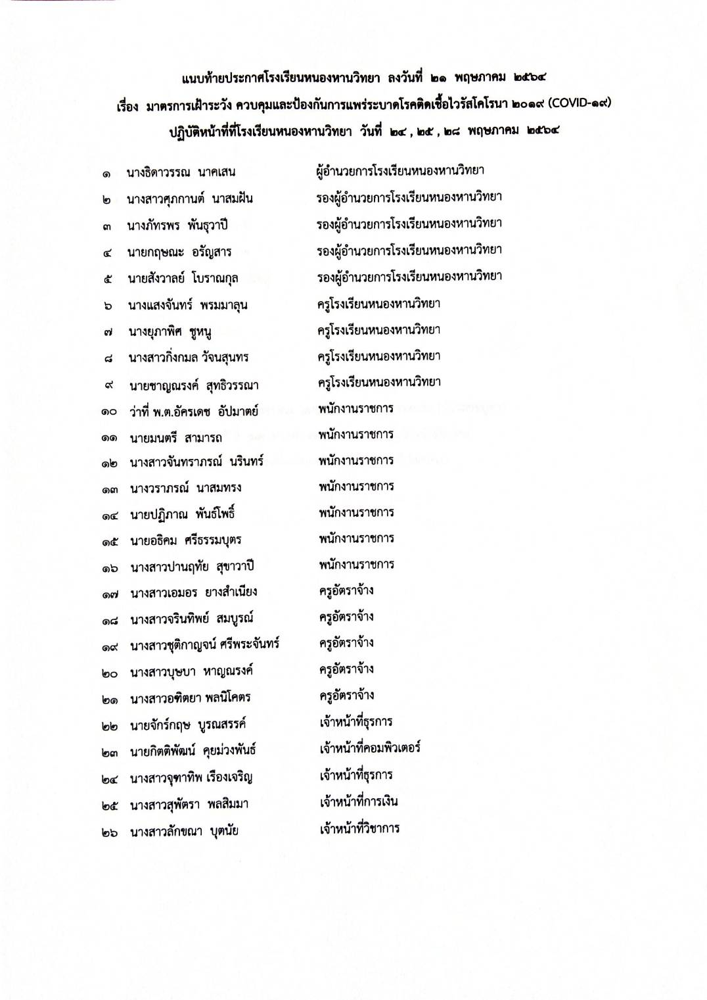 แนบท้ายประกาศโรงเรียนหนองหานวิทยา ลงวันที่ ๒๑ พฤษภาคม ๒๕๖๔
เรื่อง มาตรการเฝ้าระวัง ควบคุมและป้องกันการแพร่ระบาดโรคติดเชื้อไวรัสโคโรนา ๒๐๑๙ (COVID-๑๙)
ปฏิบัติหน้าที่ที่โรงเรียนหนองหานวิทยา วันที่ ๒๔ , ๒๕ , ๒๘ พฤษภาคม ๒๕๖๔
๑ นางธิดาวรรณ นาคเสน ผู้อำนวยการโรงเรียนหนองหานวิทยา
๒ นางสาวศุภกานต์ นาสมฝัน รองผู้อำนวยการโรงเรียนหนองหานวิทยา
๓ นางภัทรพร พันธุวาปี รองผู้อำนวยการโรงเรียนหนองหานวิทยา
๔ นายกฤษณะ อรัญสาร รองผู้อำนวยการโรงเรียนหนองหานวิทยา
๕ นายสังวาลย์ โบราณกุล รองผู้อำนวยการโรงเรียนหนองหานวิทยา
๖ นางแสงจันทร์ พรมมาลุน ครูโรงเรียนหนองหานวิทยา
๗ นางยุภาพิศ ชูหนู ครูโรงเรียนหนองหานวิทยา
๘ นางสาวกิ่งกมล วัจนสุนทร ครูโรงเรียนหนองหานวิทยา
๙ นายชาญณรงค์ สุทธิวรรณา ครูโรงเรียนหนองหานวิทยา
๑๐ ว่าที่ พ.ต.อัครเดช อัปมาตย์ พนักงานราชการ
๑๑ นายมนตรี สามารถ พนักงานราชการ
๑๒ นางสาวจันทราภรณ์ นรินทร์ พนักงานราชการ
๑๓ นางวราภรณ์ นาสมทรง พนักงานราชการ
๑๔ นายปฏิภาณ พันธ์โพธิ์ พนักงานราชการ
๑๕ นายอธิคม ศรีธรรมบุตร พนักงานราชการ
๑๖ นางสาวปานฤทัย สุขาวาปี พนักงานราชการ
๑๗ นางสาวเอมอร ยางสำเนียง ครูอัตราจ้าง
๑๘ นางสาวจรินทิพย์ สมบูรณ์ ครูอัตราจ้าง
๑๙ นางสาวชุติกาญจน์ ศรีพระจันทร์ ครูอัตราจ้าง
๒๐ นางสาวบุษบา หาญณรงค์ ครูอัตราจ้าง
๒๑ นางสาวอฑิตยา พลนิโคตร ครูอัตราจ้าง
๒๒ นายจักร์กฤษ บูรณสรรค์ เจ้าหน้าที่ธุรการ
๒๓ นายกิตติพัฒน์ คุยม่วงพันธ์ เจ้าหน้าที่คอมพิวเตอร์
๒๔ นางสาวจุฑาทิพ เรืองเจริญ เจ้าหน้าที่ธุรการ
๒๕ นางสาวสุพัตรา พลสิมมา เจ้าหน้าที่การเงิน
๒๖ นางสาวลักขณา บุตนัย เจ้าหน้าที่วิชาการ